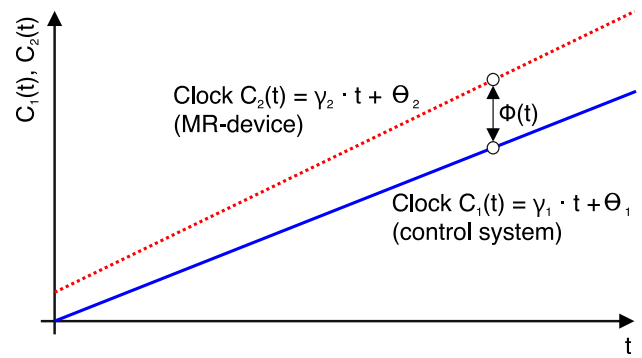 C₁(t), C₂(t)
Clock C₂(t) = γ₂ · t + Θ₂
(MR-device)
Φ(t)
Clock C₁(t) = γ₁ · t + Θ₁
(control system)
t